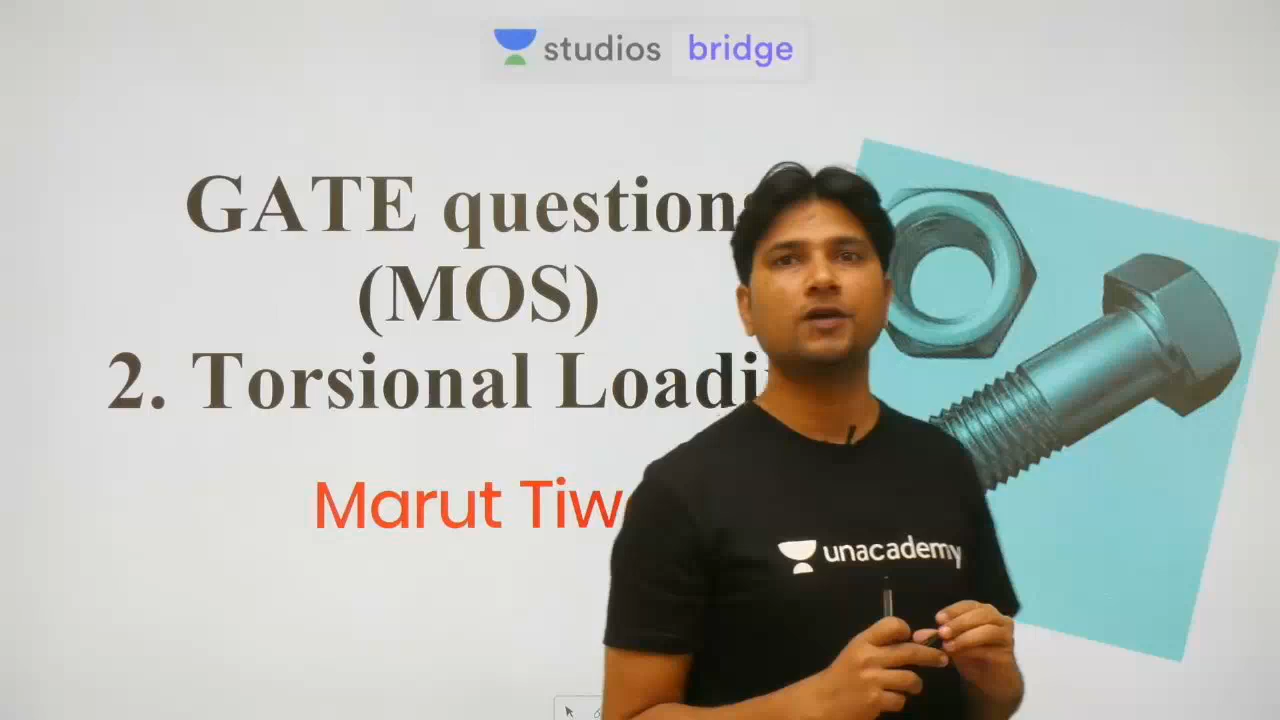 studios bridge
GATE question
(MOS)
2. Torsional Loadi
Marut Tiw
unacademy